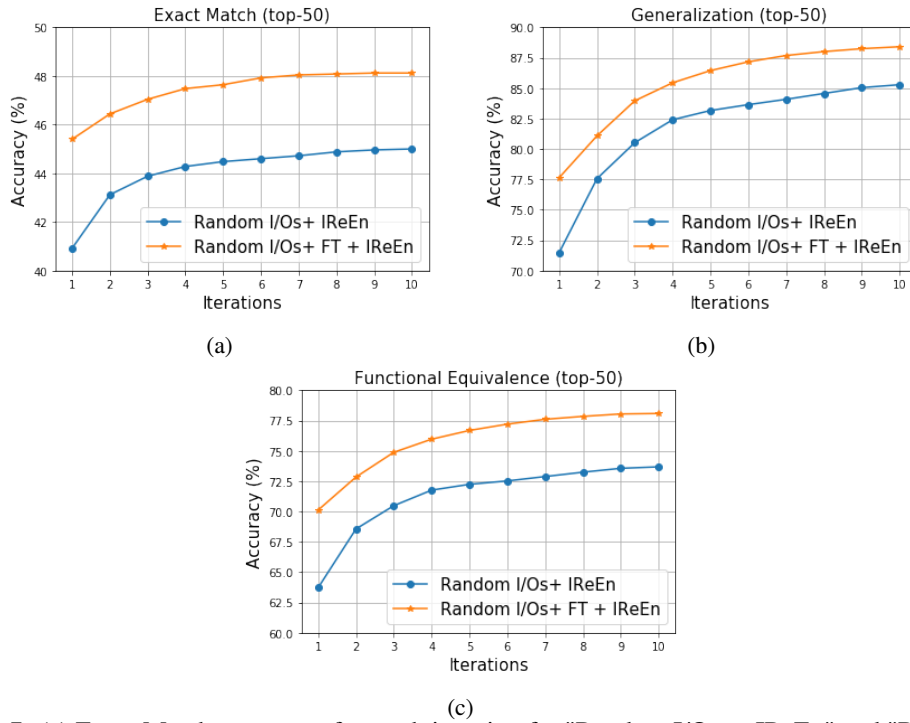 Exact Match (top-50)
50
48
46
44
42
40
Accuracy (%)
Random I/Os+ IReEn
Random I/Os+ FT + IReEn
1 2 3 4 5 6 7 8 9 10
Iterations
(a)
Generalization (top-50)
90.0
87.5
85.0
82.5
80.0
77.5
75.0
72.5
70.0
Accuracy (%)
Random I/Os+ IReEn
Random I/Os+ FT + IReEn
1 2 3 4 5 6 7 8 9 10
Iterations
(b)
Functional Equivalence (top-50)
80.0
77.5
75.0
72.5
70.0
67.5
65.0
62.5
60.0
Accuracy (%)
Random I/Os+ IReEn
Random I/Os+ FT + IReEn
1 2 3 4 5 6 7 8 9 10
Iterations
(c)